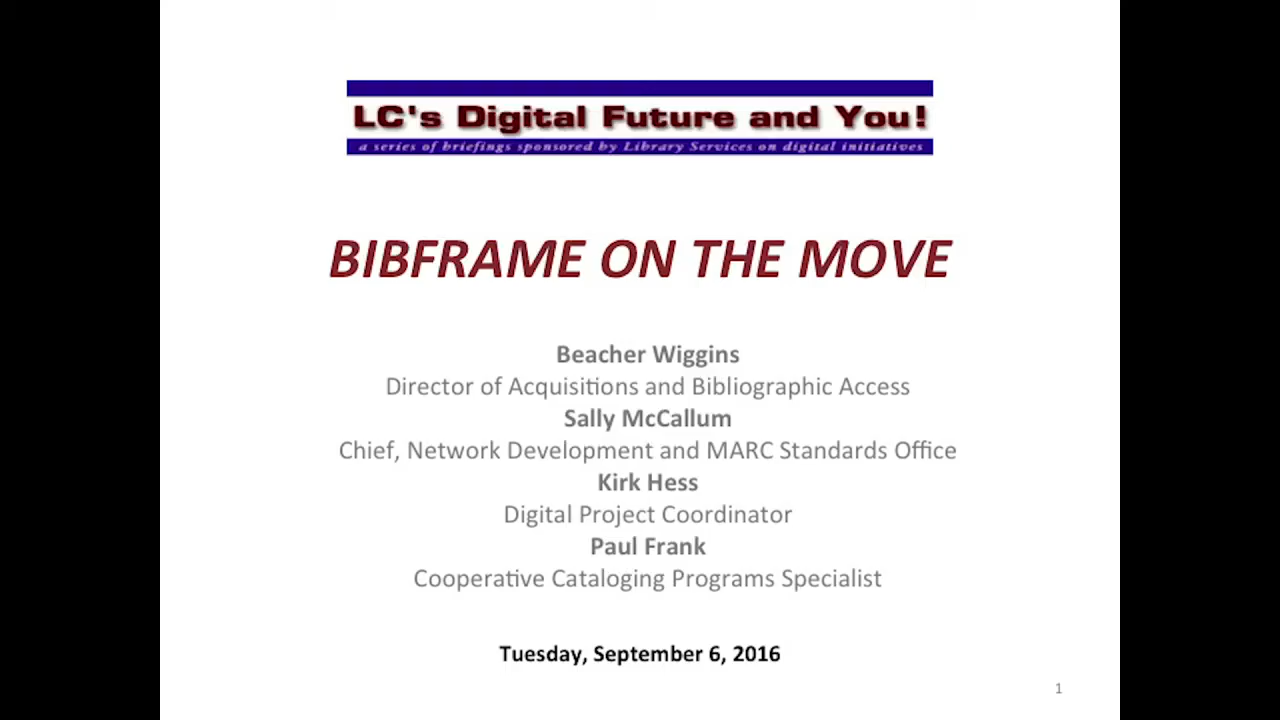 LC's Digital Future and You!
a series of briefings sponsored by Library Services on digital initiatives
BIBFRAME ON THE MOVE
Beacher Wiggins
Director of Acquisitions and Bibliographic Access
Sally McCallum
Chief, Network Development and MARC Standards Office
Kirk Hess
Digital Project Coordinator
Paul Frank
Cooperative Cataloging Programs Specialist
Tuesday, September 6, 2016
1